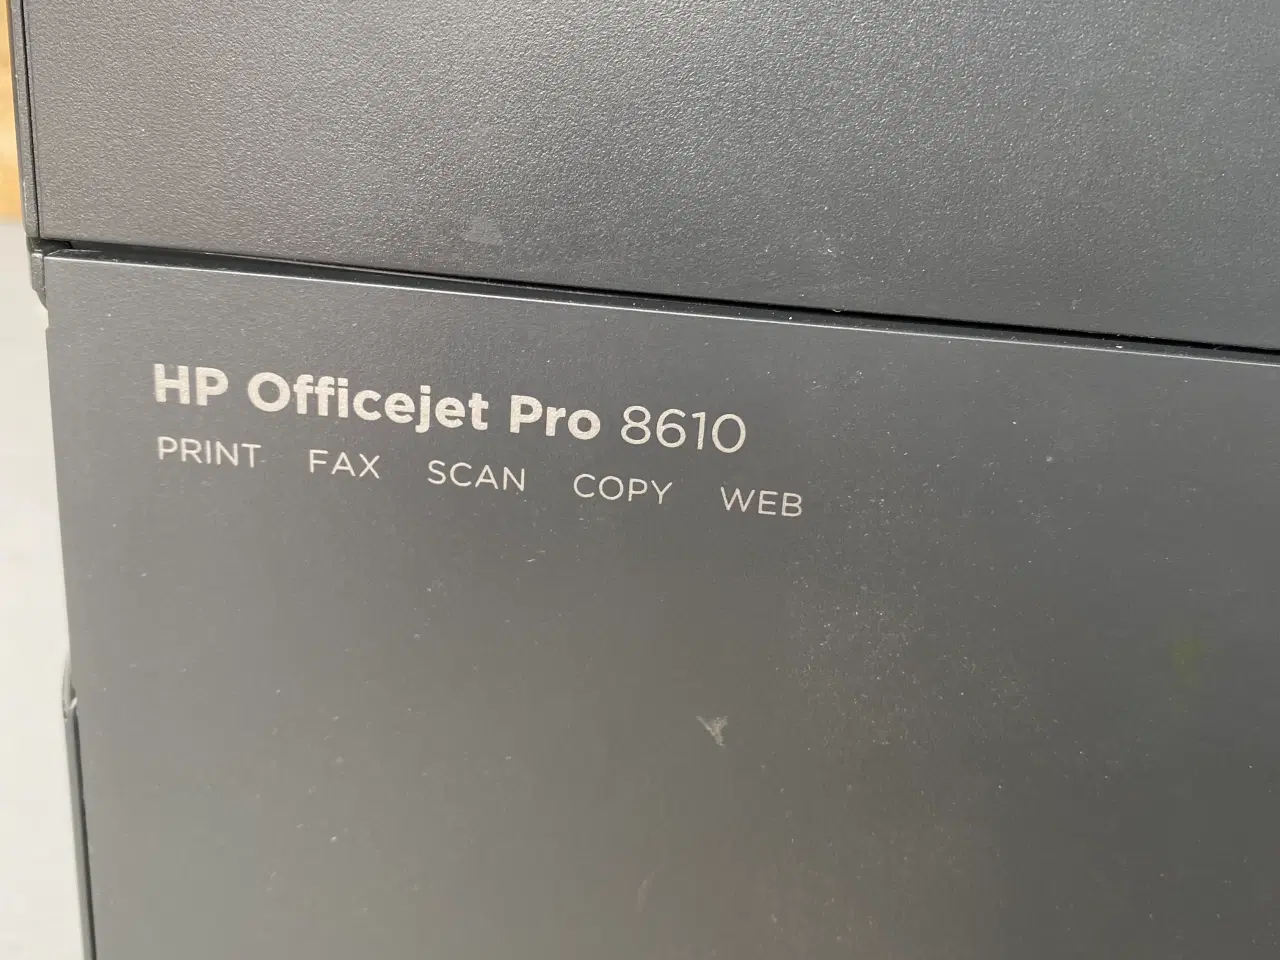 HP Officejet Pro 8610
PRINT FAX SCAN COPY WEB